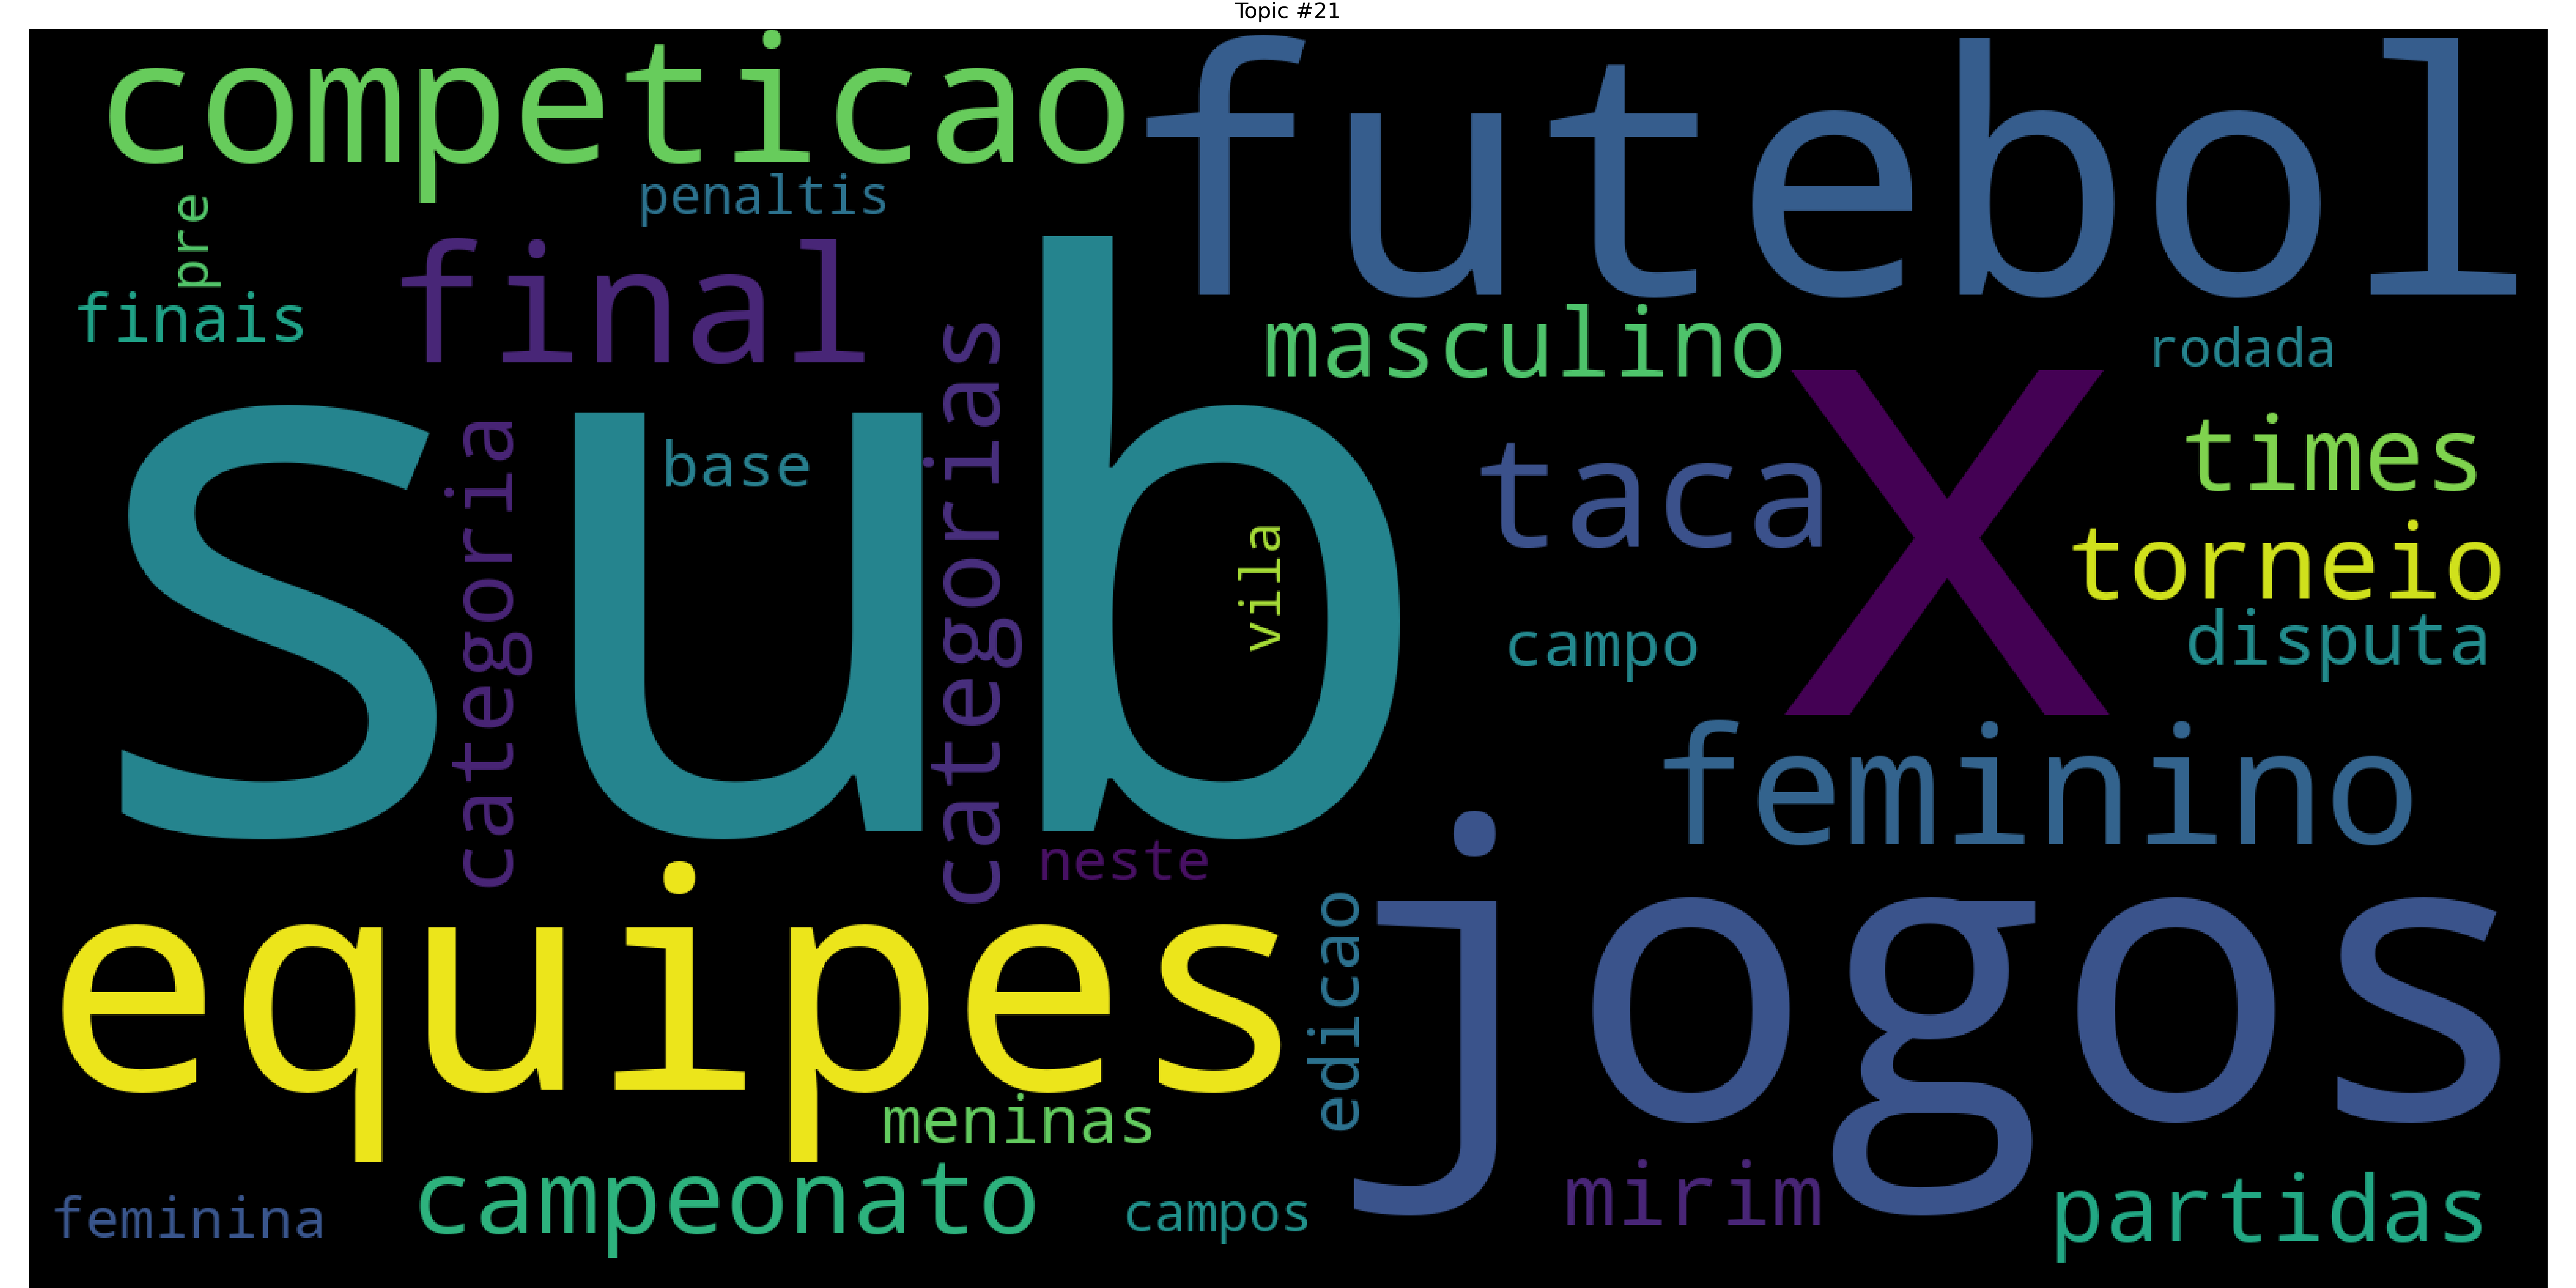 Topic #21
competicao
futebol
penaltis
pre
finais
final
masculino
rodada
sub
categoria
base
categorias
vila
taca
x
times
torneio
campo
disputa
feminino
neste
equipes
edicao
jogos
meninas
feminina
campeonato
campos
mirim
partidas